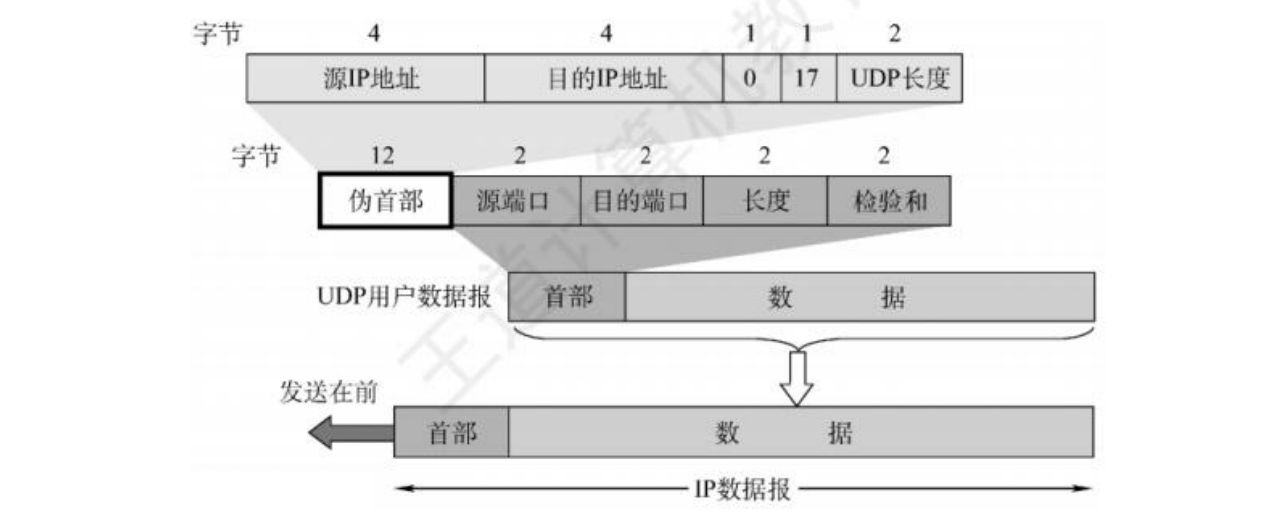 字节 4 4 1 1 2
源IP地址 目的IP地址 0 17 UDP长度
字节 12 2 2 2 2
伪首部 源端口 目的端口 长度 检验和
UDP用户数据报 首部 数 据
发送在前
首部 数 据
IP数据报
王道计算机教